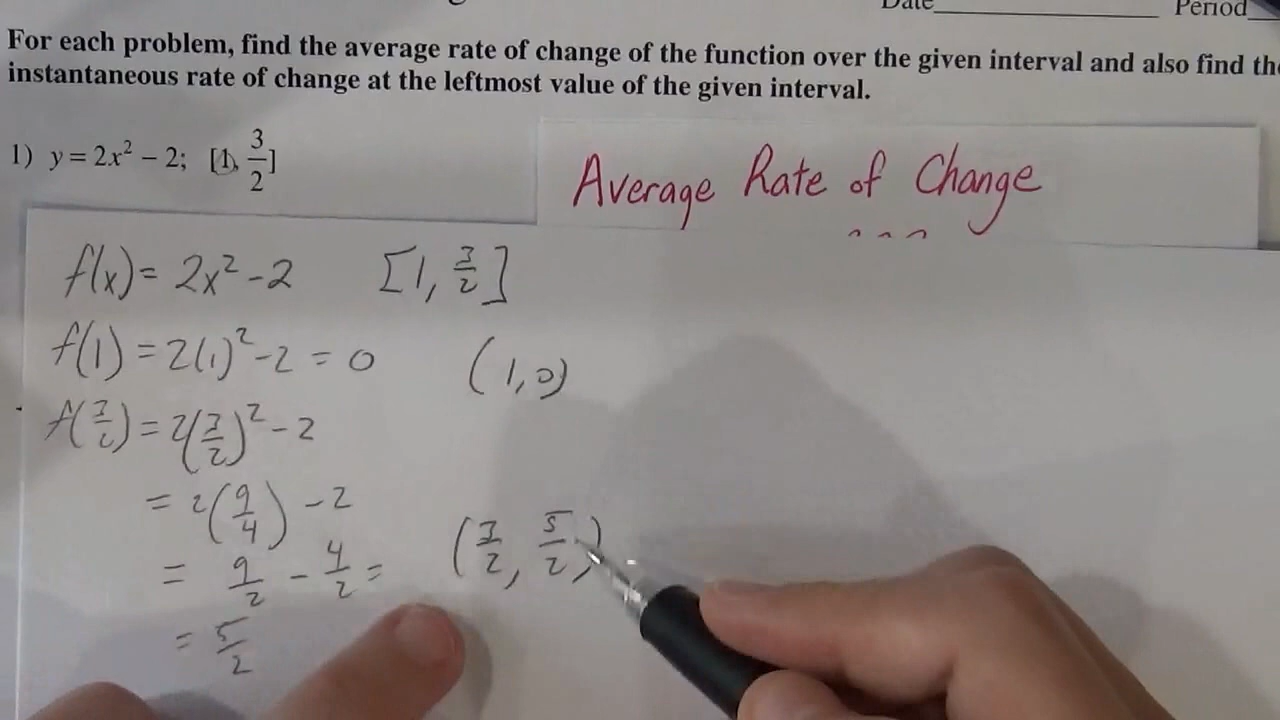 Date Period
For each problem, find the average rate of change of the function over the given interval and also find the
instantaneous rate of change at the leftmost value of the given interval.
1) y = 2x² − 2; [1, 3/2]
Average Rate of Change
f(x) = 2x² - 2 [1, 3/2]
f(1) = 2(1)² - 2 = 0 (1, 0)
f(3/2) = 2(3/2)² - 2
= 2(9/4) - 2
= 9/2 - 4/2 = (3/2, 5/2)
= 5/2